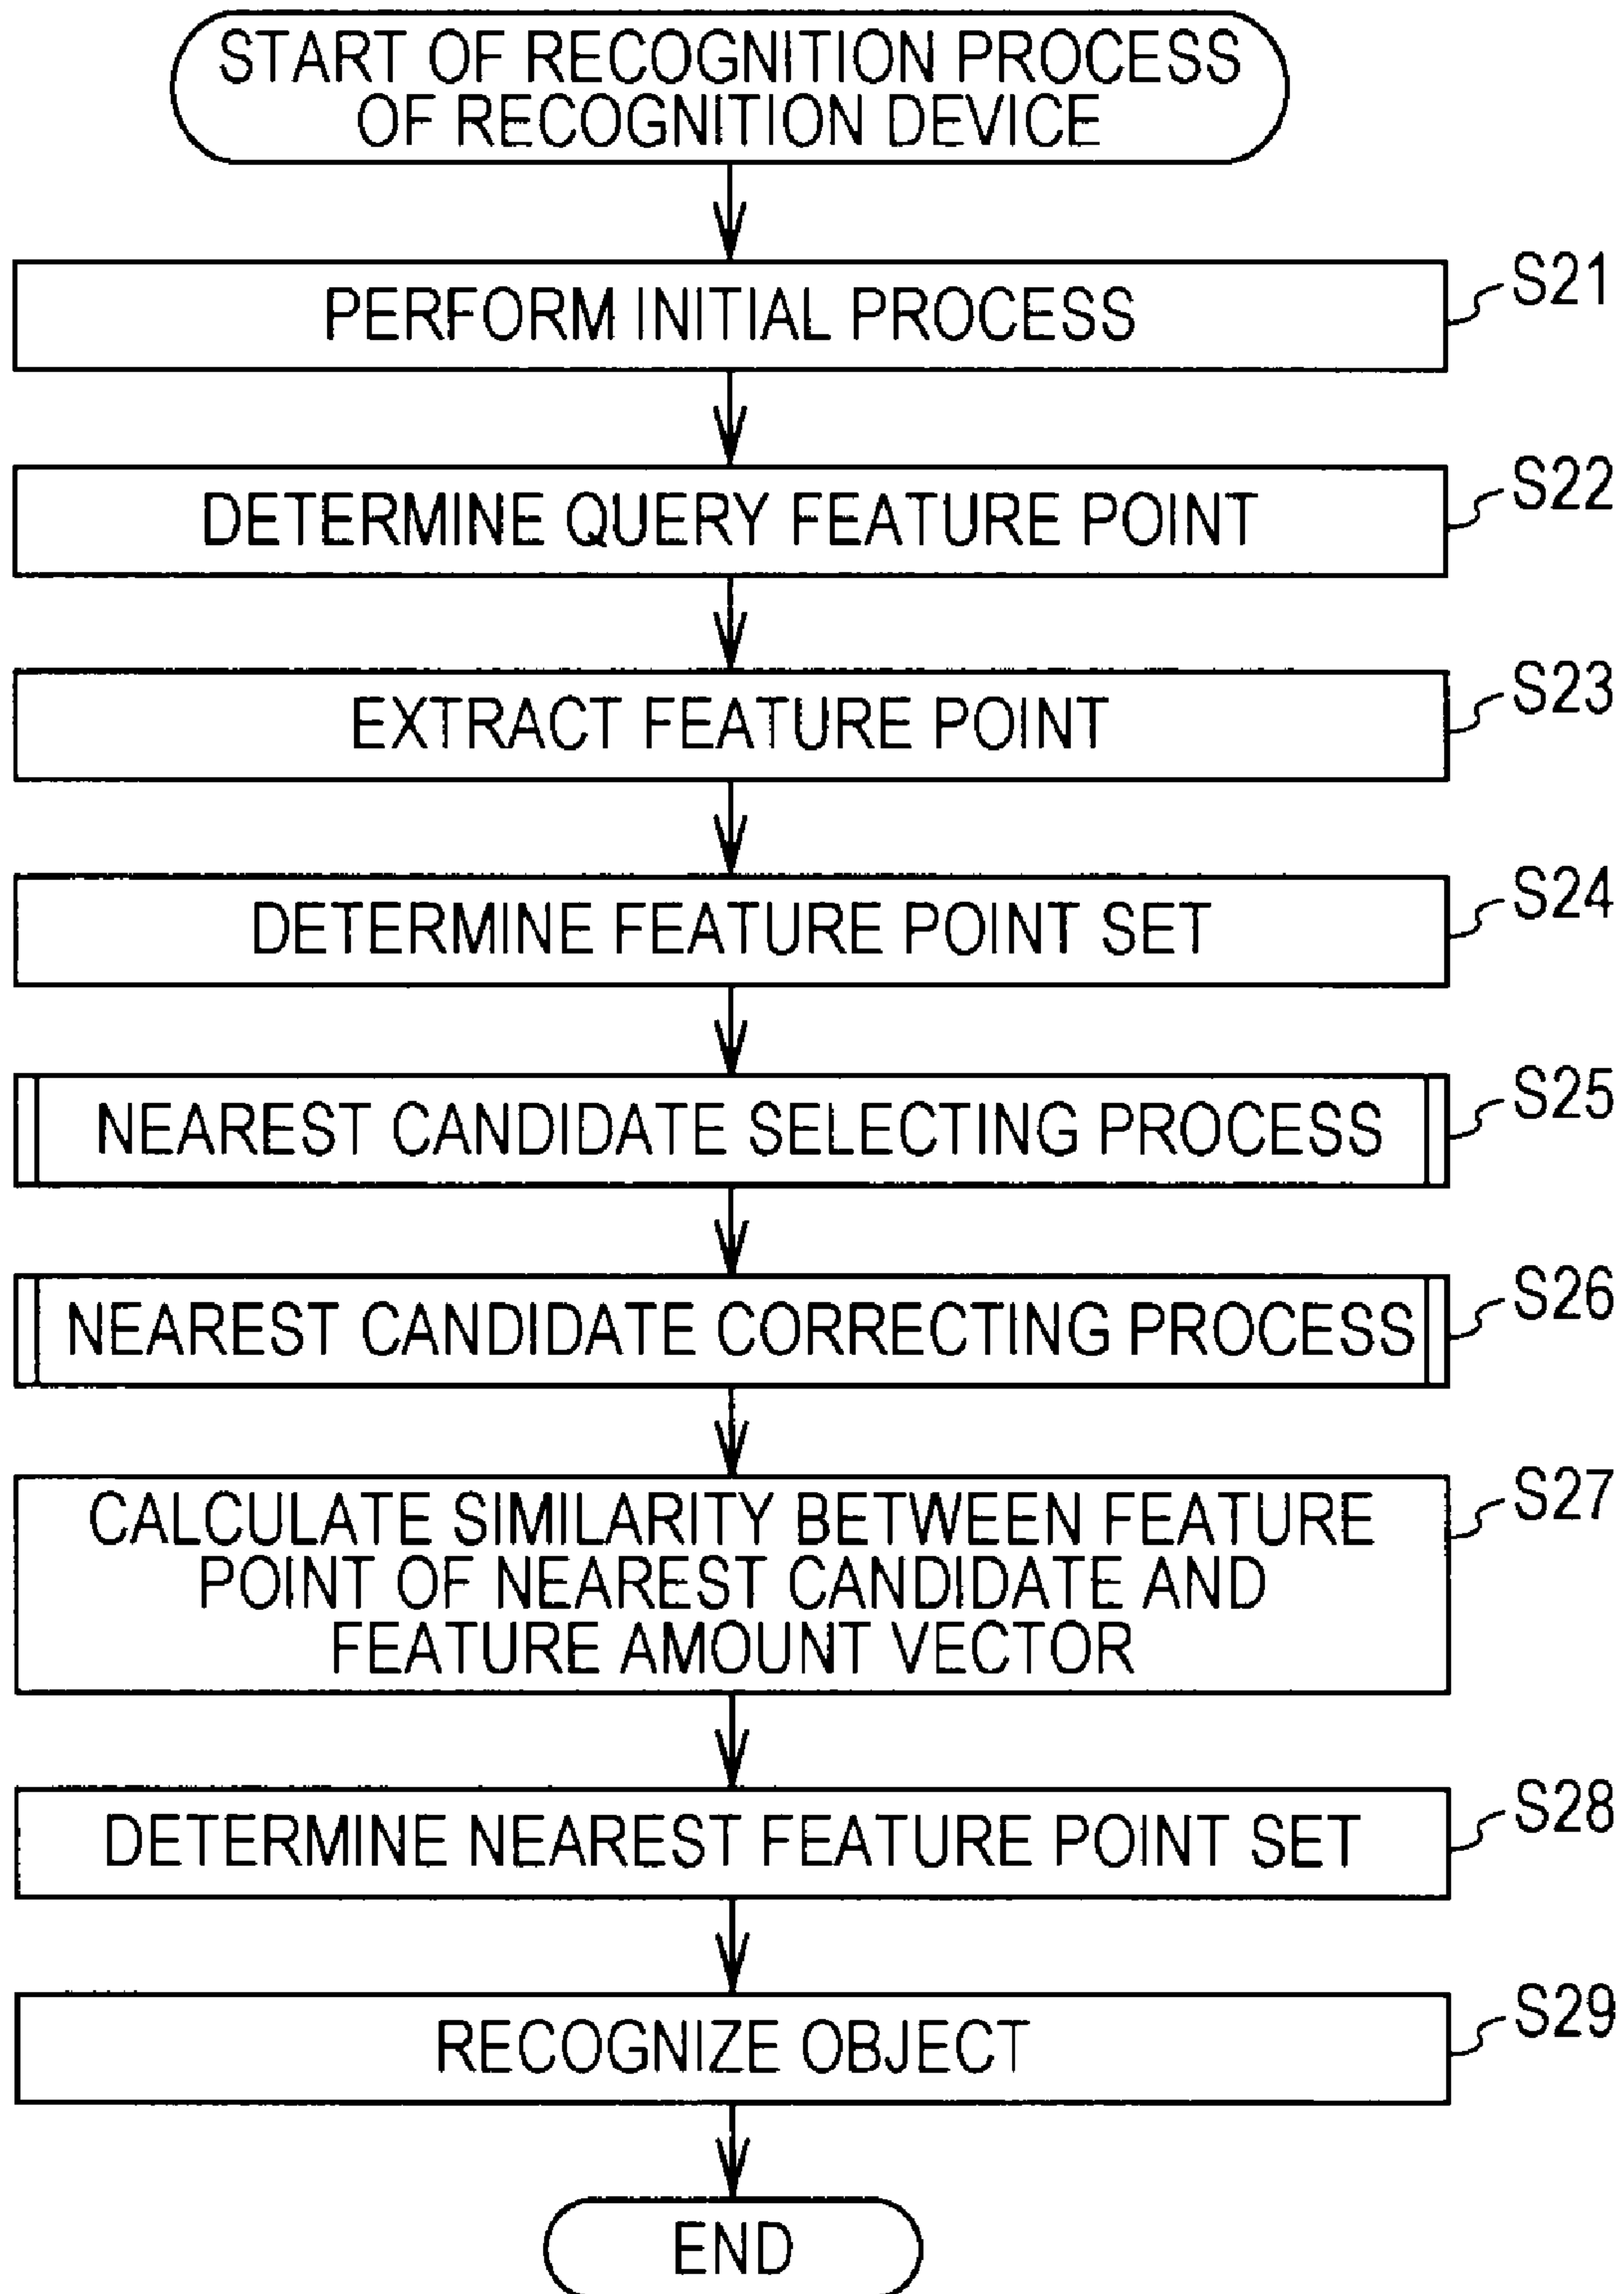 START OF RECOGNITION PROCESS
OF RECOGNITION DEVICE
PERFORM INITIAL PROCESS
S21
DETERMINE QUERY FEATURE POINT
S22
EXTRACT FEATURE POINT
S23
DETERMINE FEATURE POINT SET
S24
NEAREST CANDIDATE SELECTING PROCESS
S25
NEAREST CANDIDATE CORRECTING PROCESS
S26
CALCULATE SIMILARITY BETWEEN FEATURE
POINT OF NEAREST CANDIDATE AND
FEATURE AMOUNT VECTOR
S27
DETERMINE NEAREST FEATURE POINT SET
S28
RECOGNIZE OBJECT
S29
END